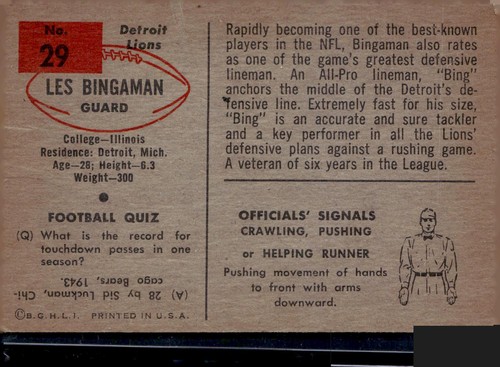 No.
29
Detroit
Lions
LES BINGAMAN
GUARD
College—Illinois
Residence: Detroit, Mich.
Age—28; Height—6.3
Weight—300
FOOTBALL QUIZ
(Q) What is the record for
touchdown passes in one
season?
(A) 28 by Sid Luckman, Chi-
cago Bears, 1943.
©B.G.H.L.I. PRINTED IN U.S.A.
Rapidly becoming one of the best-known
players in the NFL, Bingaman also rates
as one of the game's greatest defensive
lineman. An All-Pro lineman, "Bing"
anchors the middle of the Detroit's de-
fensive line. Extremely fast for his size,
"Bing" is an accurate and sure tackler
and a key performer in all the Lions'
defensive plans against a rushing game.
A veteran of six years in the League.
OFFICIALS' SIGNALS
CRAWLING, PUSHING
or HELPING RUNNER
Pushing movement of hands
to front with arms
downward.